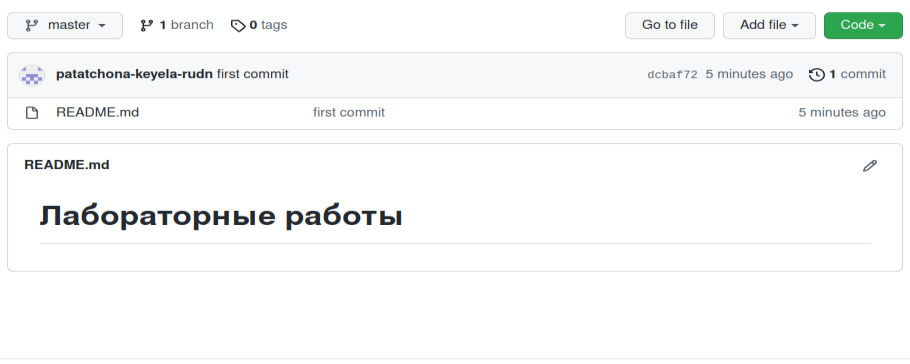 master 1 branch 0 tags Go to file Add file Code
patatchona-keyela-rudn first commit dcbaf72 5 minutes ago 1 commit
README.md first commit 5 minutes ago
README.md
Лабораторные работы